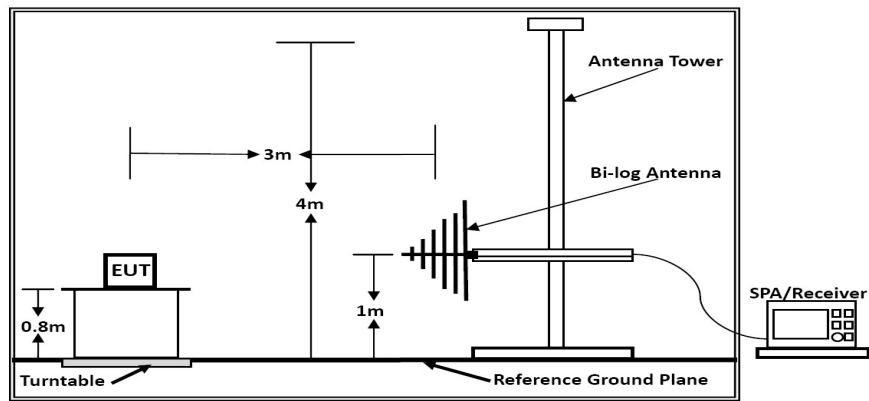 Antenna Tower
3m
Bi-log Antenna
4m
EUT
0.8m
1m
SPA/Receiver
Turntable
Reference Ground Plane